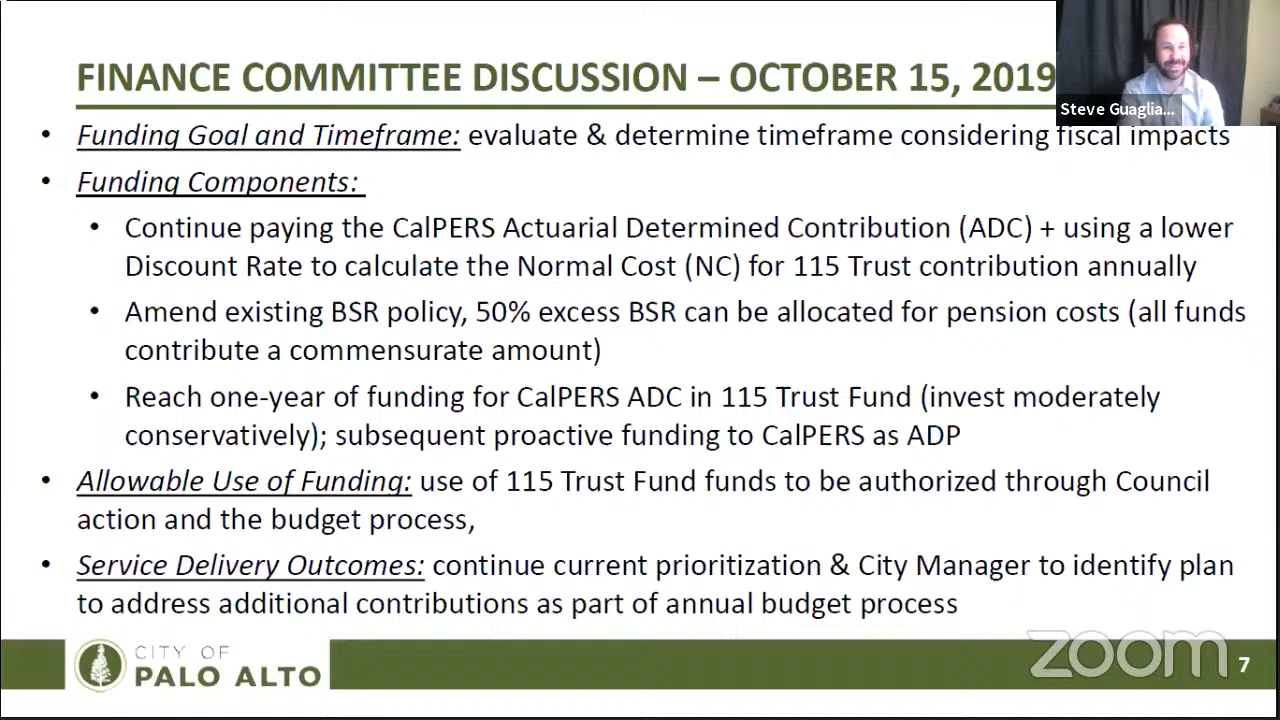 FINANCE COMMITTEE DISCUSSION – OCTOBER 15, 2019
Steve Guaglia...
• Funding Goal and Timeframe: evaluate & determine timeframe considering fiscal impacts
• Funding Components:
• Continue paying the CalPERS Actuarial Determined Contribution (ADC) + using a lower
Discount Rate to calculate the Normal Cost (NC) for 115 Trust contribution annually
• Amend existing BSR policy, 50% excess BSR can be allocated for pension costs (all funds
contribute a commensurate amount)
• Reach one-year of funding for CalPERS ADC in 115 Trust Fund (invest moderately
conservatively); subsequent proactive funding to CalPERS as ADP
• Allowable Use of Funding: use of 115 Trust Fund funds to be authorized through Council
action and the budget process,
• Service Delivery Outcomes: continue current prioritization & City Manager to identify plan
to address additional contributions as part of annual budget process
CITY OF
PALO ALTO
zoom
7